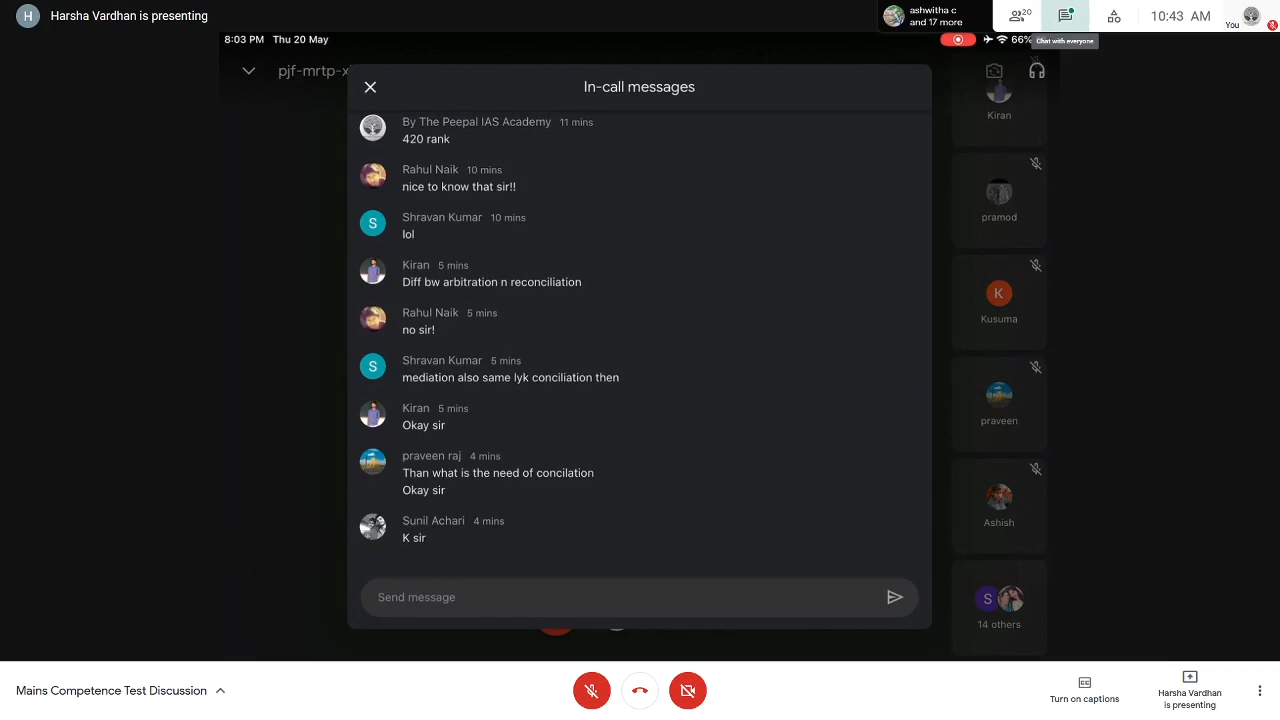 H
Harsha Vardhan is presenting
ashwitha c
and 17 more
20
10:43 AM
You
Chat with everyone
8:03 PM Thu 20 May
66%
pjf-mrtp-x
In-call messages
Kiran
By The Peepal IAS Academy 11 mins
420 rank
Rahul Naik 10 mins
nice to know that sir!!
pramod
S
Shravan Kumar 10 mins
lol
Kiran 5 mins
Diff bw arbitration n reconciliation
K
Kusuma
Rahul Naik 5 mins
no sir!
S
Shravan Kumar 5 mins
mediation also same lyk conciliation then
Kiran 5 mins
Okay sir
praveen
praveen raj 4 mins
Than what is the need of concilation
Okay sir
Sunil Achari 4 mins
K sir
Ashish
Send message
S
14 others
Mains Competence Test Discussion
Turn on captions
Harsha Vardhan
is presenting